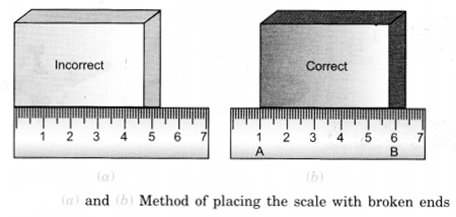 Incorrect
Correct
1 2 3 4 5 6 7
1 2 3 4 5 6 7
A B
(a)
(b)
(a) and (b) Method of placing the scale with broken ends